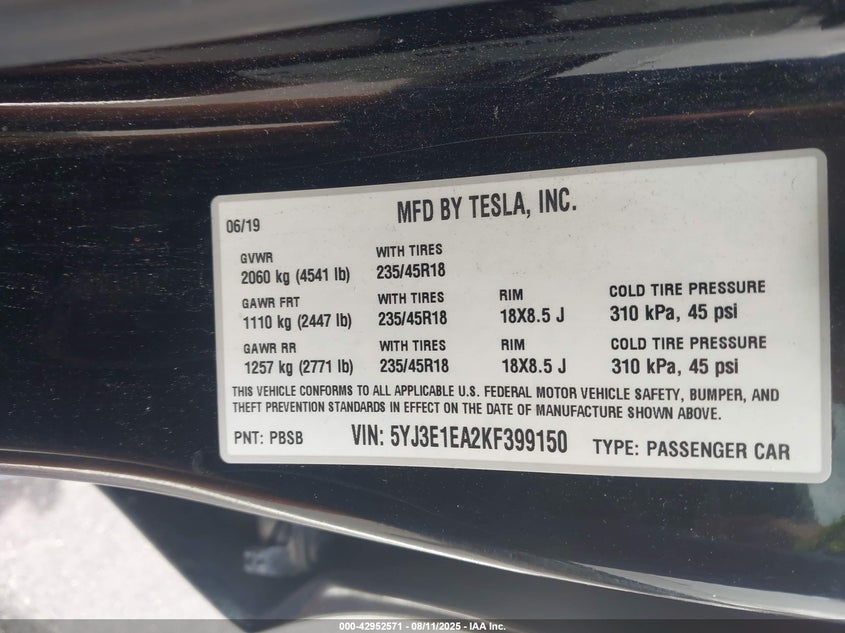 MFD BY TESLA, INC.
06/19
GVWR WITH TIRES
2060 kg (4541 lb) 235/45R18
GAWR FRT WITH TIRES RIM COLD TIRE PRESSURE
1110 kg (2447 lb) 235/45R18 18X8.5 J 310 kPa, 45 psi
GAWR RR WITH TIRES RIM COLD TIRE PRESSURE
1257 kg (2771 lb) 235/45R18 18X8.5 J 310 kPa, 45 psi
THIS VEHICLE CONFORMS TO ALL APPLICABLE U.S. FEDERAL MOTOR VEHICLE SAFETY, BUMPER, AND
THEFT PREVENTION STANDARDS IN EFFECT ON THE DATE OF MANUFACTURE SHOWN ABOVE.
PNT: PBSB VIN: 5YJ3E1EA2KF399150 TYPE: PASSENGER CAR
000-42952571 - 08/11/2025 - IAA Inc.